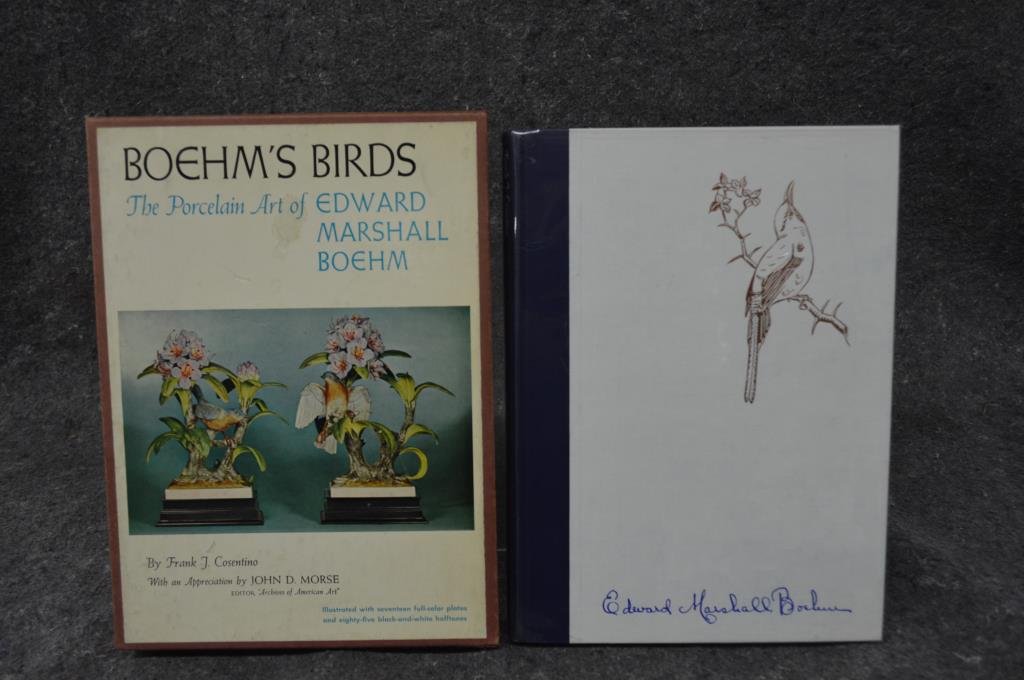 BOEHM'S BIRDS
The Porcelain Art of EDWARD
MARSHALL
BOEHM
By Frank J. Cosentino
With an Appreciation by JOHN D. MORSE
EDITOR, "Archives of American Art"
Illustrated with seventeen full-color plates
and eighty-five black-and-white halftones
Edward Marshall Boehm